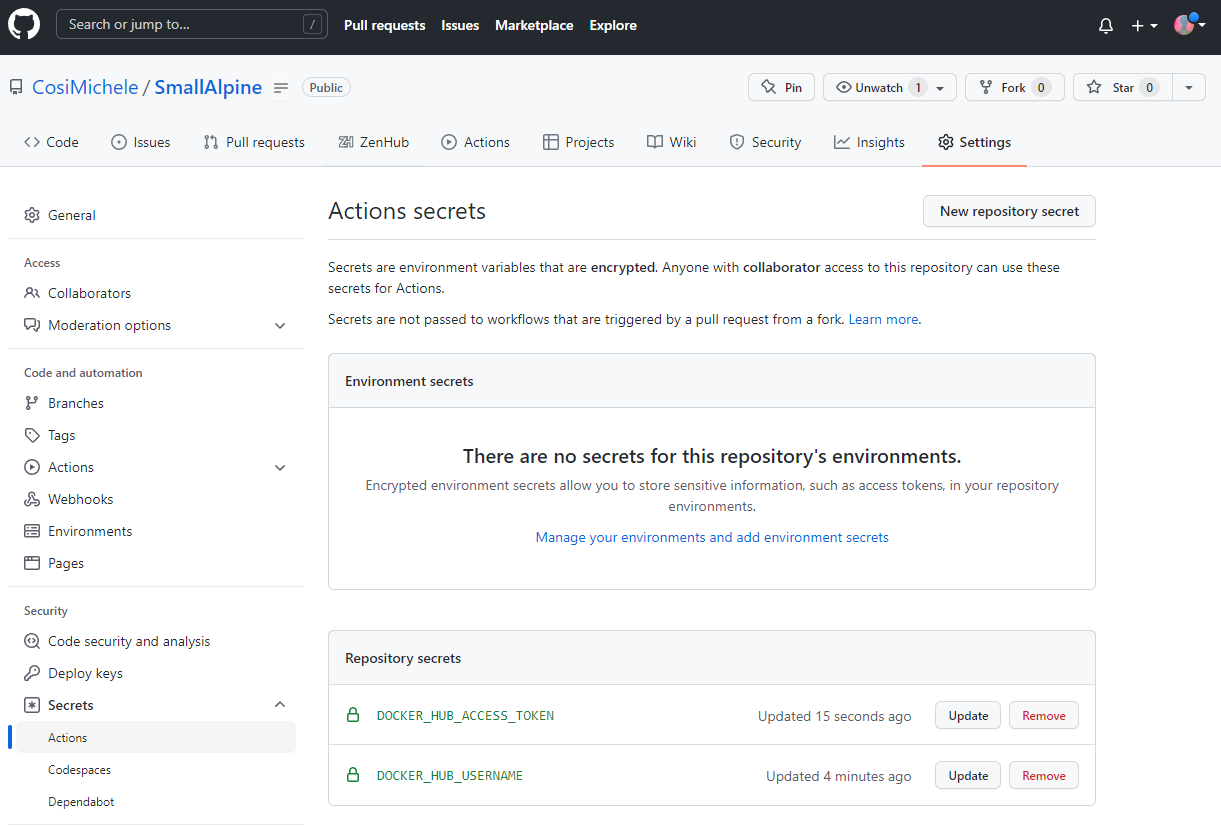 Search or jump to... /
Pull requests Issues Marketplace Explore
CosiMichele / SmallAlpine Public
Pin Unwatch 1 Fork 0 Star 0
Code Issues Pull requests ZenHub Actions Projects Wiki Security Insights Settings
General
Access
Collaborators
Moderation options
Code and automation
Branches
Tags
Actions
Webhooks
Environments
Pages
Security
Code security and analysis
Deploy keys
Secrets
Actions
Codespaces
Dependabot
Actions secrets
New repository secret
Secrets are environment variables that are encrypted. Anyone with collaborator access to this repository can use these
secrets for Actions.
Secrets are not passed to workflows that are triggered by a pull request from a fork. Learn more.
Environment secrets
There are no secrets for this repository's environments.
Encrypted environment secrets allow you to store sensitive information, such as access tokens, in your repository
environments.
Manage your environments and add environment secrets
Repository secrets
DOCKER_HUB_ACCESS_TOKEN Updated 15 seconds ago Update Remove
DOCKER_HUB_USERNAME Updated 4 minutes ago Update Remove